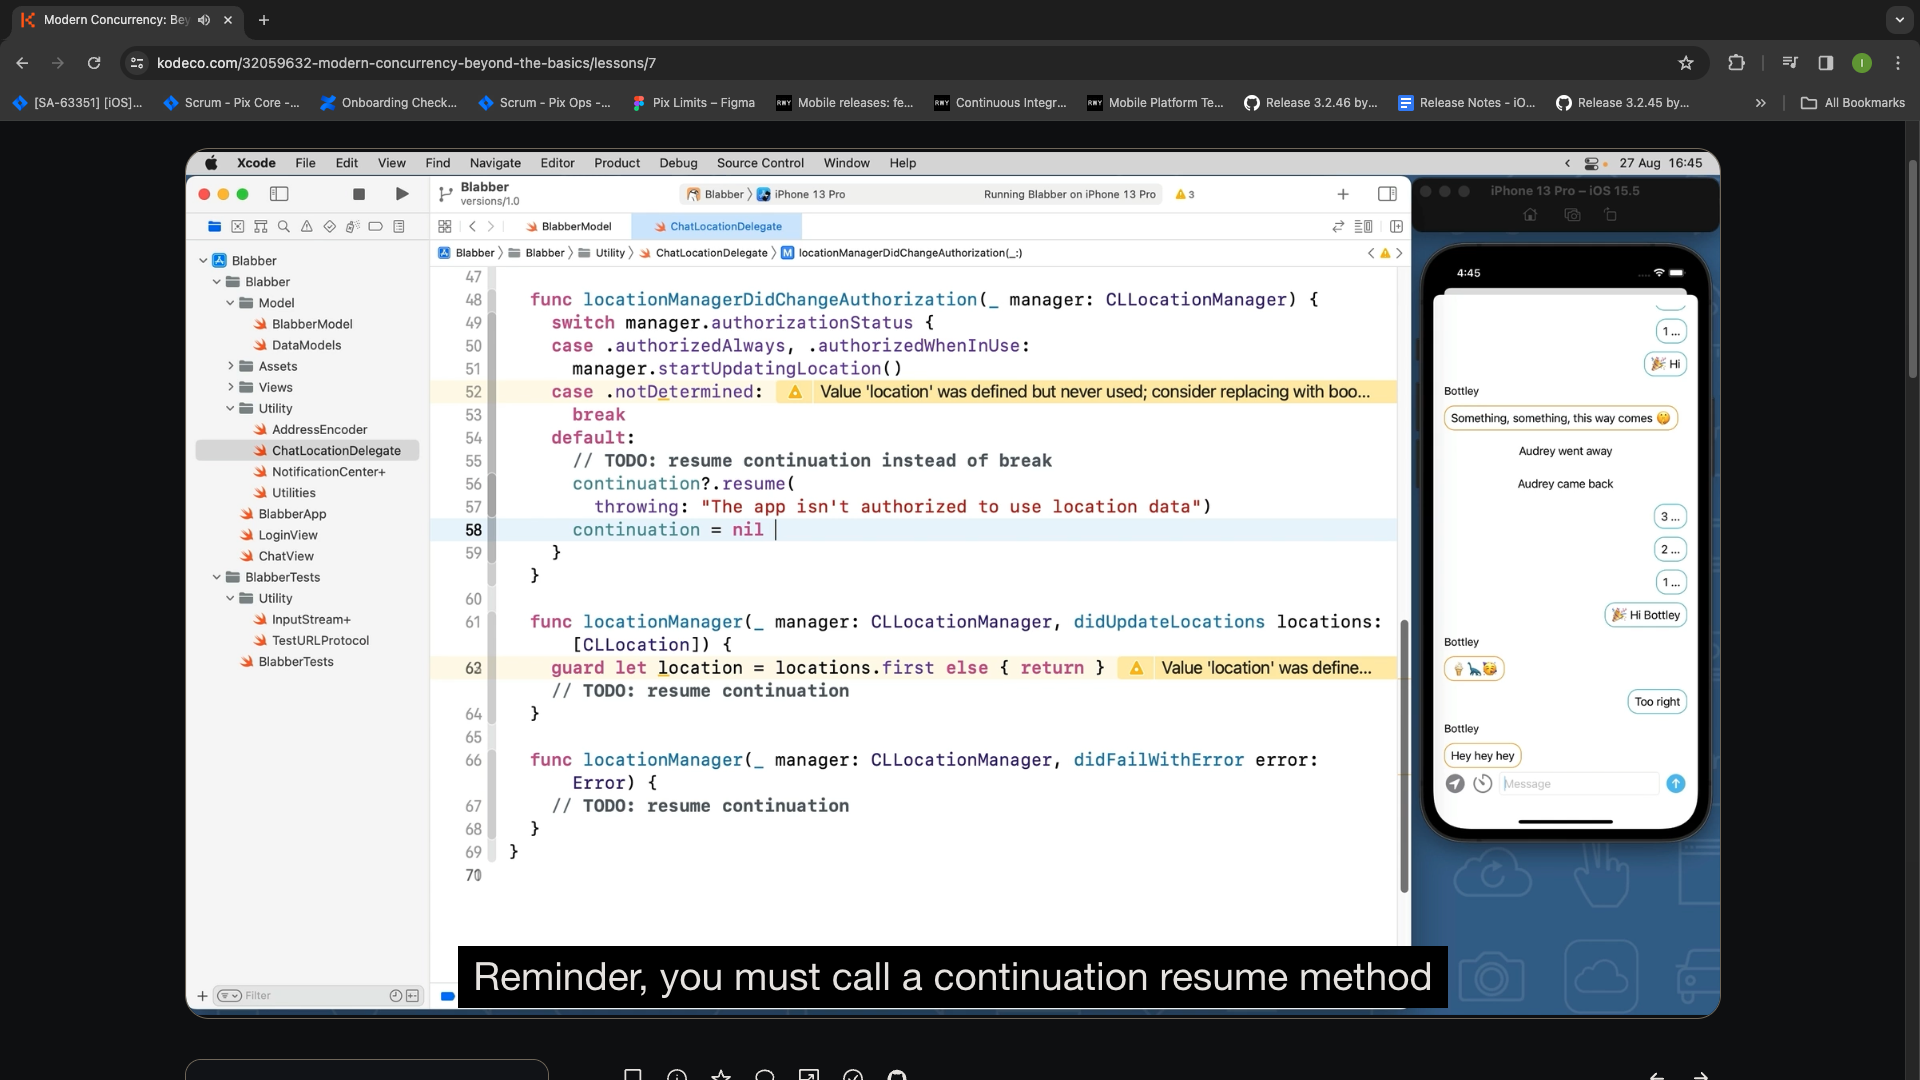 Modern Concurrency: Bey
kodeco.com/32059632-modern-concurrency-beyond-the-basics/lessons/7
[SA-63351] [iOS]...
Scrum - Pix Core -...
Onboarding Check...
Scrum - Pix Ops -...
Pix Limits – Figma
Mobile releases: fe...
Continuous Integr...
Mobile Platform Te...
Release 3.2.46 by...
Release Notes - iO...
Release 3.2.45 by...
All Bookmarks
Xcode File Edit View Find Navigate Editor Product Debug Source Control Window Help
27 Aug 16:45
Blabber
versions/1.0
Blabber 〉 iPhone 13 Pro
Running Blabber on iPhone 13 Pro
3
BlabberModel
ChatLocationDelegate
Blabber 〉 Blabber 〉 Utility 〉 ChatLocationDelegate 〉 M locationManagerDidChangeAuthorization(_:)
Blabber
Blabber
Model
BlabberModel
DataModels
Assets
Views
Utility
AddressEncoder
ChatLocationDelegate
NotificationCenter+
Utilities
BlabberApp
LoginView
ChatView
BlabberTests
Utility
InputStream+
TestURLProtocol
BlabberTests
Filter
47
48 func locationManagerDidChangeAuthorization(_ manager: CLLocationManager) {
49 switch manager.authorizationStatus {
50 case .authorizedAlways, .authorizedWhenInUse:
51 manager.startUpdatingLocation()
52 case .notDetermined: Value 'location' was defined but never used; consider replacing with boo...
53 break
54 default:
55 // TODO: resume continuation instead of break
56 continuation?.resume(
57 throwing: "The app isn't authorized to use location data")
58 continuation = nil
59 }
}
60
61 func locationManager(_ manager: CLLocationManager, didUpdateLocations locations:
[CLLocation]) {
guard let location = locations.first else { return } Value 'location' was define...
// TODO: resume continuation
64 }
65
66 func locationManager(_ manager: CLLocationManager, didFailWithError error:
Error) {
67 // TODO: resume continuation
68 }
69 }
iPhone 13 Pro – iOS 15.5
4:45
1 ...
🎉 Hi
Bottley
Something, something, this way comes 🤭
Audrey went away
Audrey came back
3 ...
2 ...
1 ...
🎉 Hi Bottley
Bottley
🍦🦕🥳
Too right
Bottley
Hey hey hey
Message
Reminder, you must call a continuation resume method